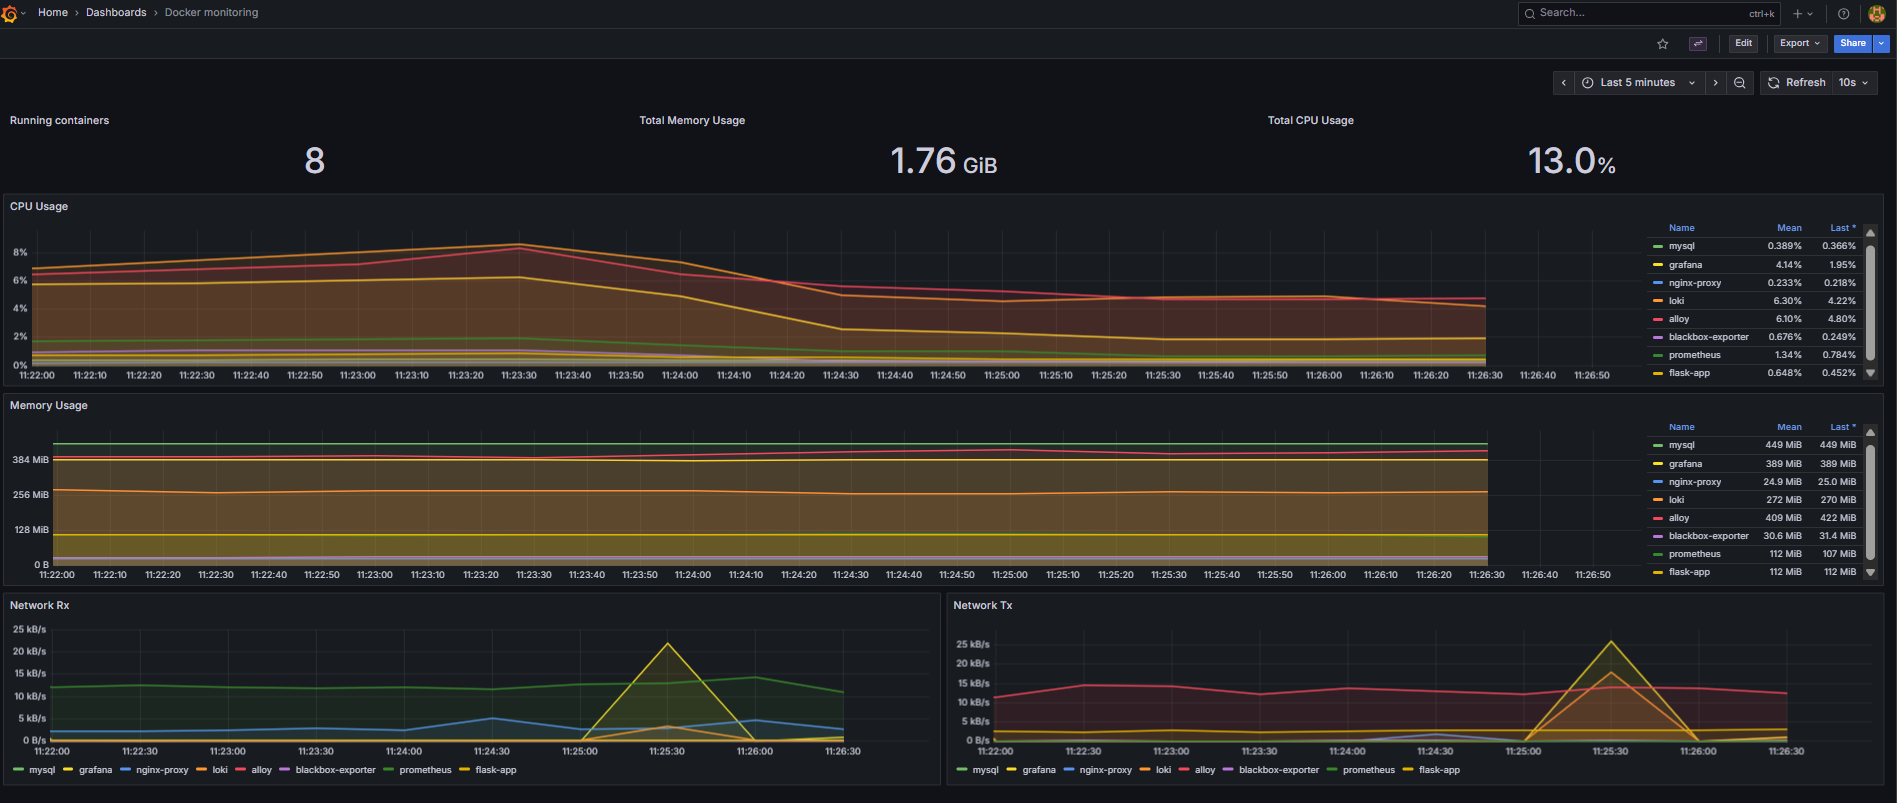 Home › Dashboards › Docker monitoring
Search... ctrl+k
Edit Export Share
Last 5 minutes Refresh 10s
Running containers Total Memory Usage Total CPU Usage
8 1.76 GiB 13.0%
CPU Usage
Name Mean Last *
mysql 0.389% 0.366%
grafana 4.14% 1.95%
nginx-proxy 0.233% 0.218%
loki 6.30% 4.22%
alloy 6.10% 4.80%
blackbox-exporter 0.676% 0.249%
prometheus 1.34% 0.784%
flask-app 0.648% 0.452%
8%
6%
4%
2%
0%
11:22:00 11:22:10 11:22:20 11:22:30 11:22:40 11:22:50 11:23:00 11:23:10 11:23:20 11:23:30 11:23:40 11:23:50 11:24:00 11:24:10 11:24:20 11:24:30 11:24:40 11:24:50 11:25:00 11:25:10 11:25:20 11:25:30 11:25:40 11:25:50 11:26:00 11:26:10 11:26:20 11:26:30 11:26:40 11:26:50
Memory Usage
Name Mean Last *
mysql 449 MiB 449 MiB
grafana 389 MiB 389 MiB
nginx-proxy 24.9 MiB 25.0 MiB
loki 272 MiB 270 MiB
alloy 409 MiB 422 MiB
blackbox-exporter 30.6 MiB 31.4 MiB
prometheus 112 MiB 107 MiB
flask-app 112 MiB 112 MiB
384 MiB
256 MiB
128 MiB
0 B
11:22:00 11:22:10 11:22:20 11:22:30 11:22:40 11:22:50 11:23:00 11:23:10 11:23:20 11:23:30 11:23:40 11:23:50 11:24:00 11:24:10 11:24:20 11:24:30 11:24:40 11:24:50 11:25:00 11:25:10 11:25:20 11:25:30 11:25:40 11:25:50 11:26:00 11:26:10 11:26:20 11:26:30 11:26:40 11:26:50
Network Rx
25 kB/s
20 kB/s
15 kB/s
10 kB/s
5 kB/s
0 B/s
11:22:00 11:22:30 11:23:00 11:23:30 11:24:00 11:24:30 11:25:00 11:25:30 11:26:00 11:26:30
mysql grafana nginx-proxy loki alloy blackbox-exporter prometheus flask-app
Network Tx
25 kB/s
20 kB/s
15 kB/s
10 kB/s
5 kB/s
0 B/s
11:22:00 11:22:30 11:23:00 11:23:30 11:24:00 11:24:30 11:25:00 11:25:30 11:26:00 11:26:30
mysql grafana nginx-proxy loki alloy blackbox-exporter prometheus flask-app